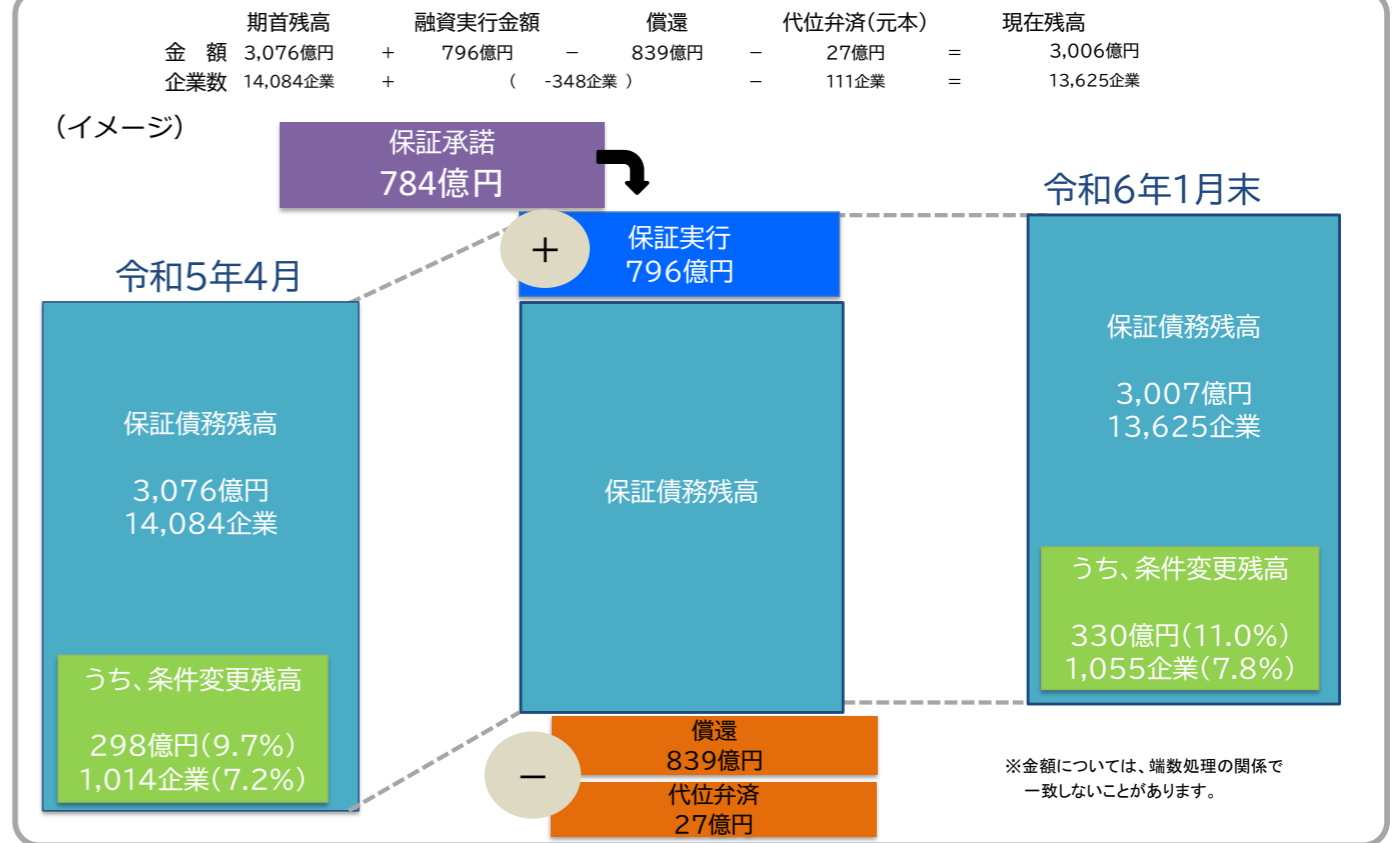 期首残高 融資実行金額 償還 代位弁済(元本) 現在残高
金 額 3,076億円 + 796億円 － 839億円 － 27億円 = 3,006億円
企業数 14,084企業 + ( -348企業 ) － 111企業 = 13,625企業
(イメージ)
保証承諾
784億円
令和5年4月
保証債務残高
3,076億円
14,084企業
うち、条件変更残高
298億円(9.7%)
1,014企業(7.2%)
＋
保証実行
796億円
保証債務残高
－
償還
839億円
代位弁済
27億円
令和6年1月末
保証債務残高
3,007億円
13,625企業
うち、条件変更残高
330億円(11.0%)
1,055企業(7.8%)
※金額については、端数処理の関係で
一致しないことがあります。